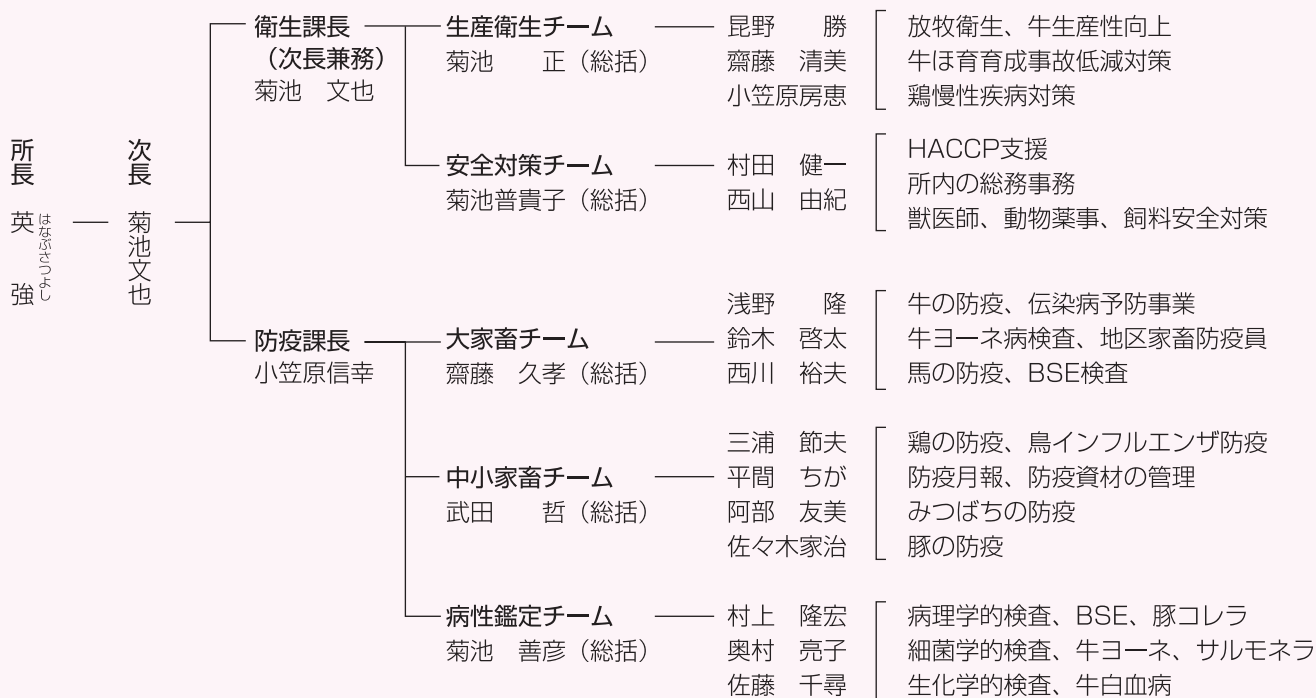 所長　英　強
はなぶさつよし
次長　菊池文也
衛生課長
（次長兼務）
菊池　文也
生産衛生チーム
菊池　　正（総括）
昆野　　勝
齋藤　清美
小笠原房恵
放牧衛生、牛生産性向上
牛ほ育育成事故低減対策
鶏慢性疾病対策
安全対策チーム
菊池普貴子（総括）
村田　健一
西山　由紀
HACCP支援
所内の総務事務
獣医師、動物薬事、飼料安全対策
防疫課長
小笠原信幸
大家畜チーム
齋藤　久孝（総括）
浅野　　隆
鈴木　啓太
西川　裕夫
牛の防疫、伝染病予防事業
牛ヨーネ病検査、地区家畜防疫員
馬の防疫、BSE検査
中小家畜チーム
武田　　哲（総括）
三浦　節夫
平間　ちが
阿部　友美
佐々木家治
鶏の防疫、鳥インフルエンザ防疫
防疫月報、防疫資材の管理
みつばちの防疫
豚の防疫
病性鑑定チーム
菊池　善彦（総括）
村上　隆宏
奥村　亮子
佐藤　千尋
病理学的検査、BSE、豚コレラ
細菌学的検査、牛ヨーネ、サルモネラ
生化学的検査、牛白血病